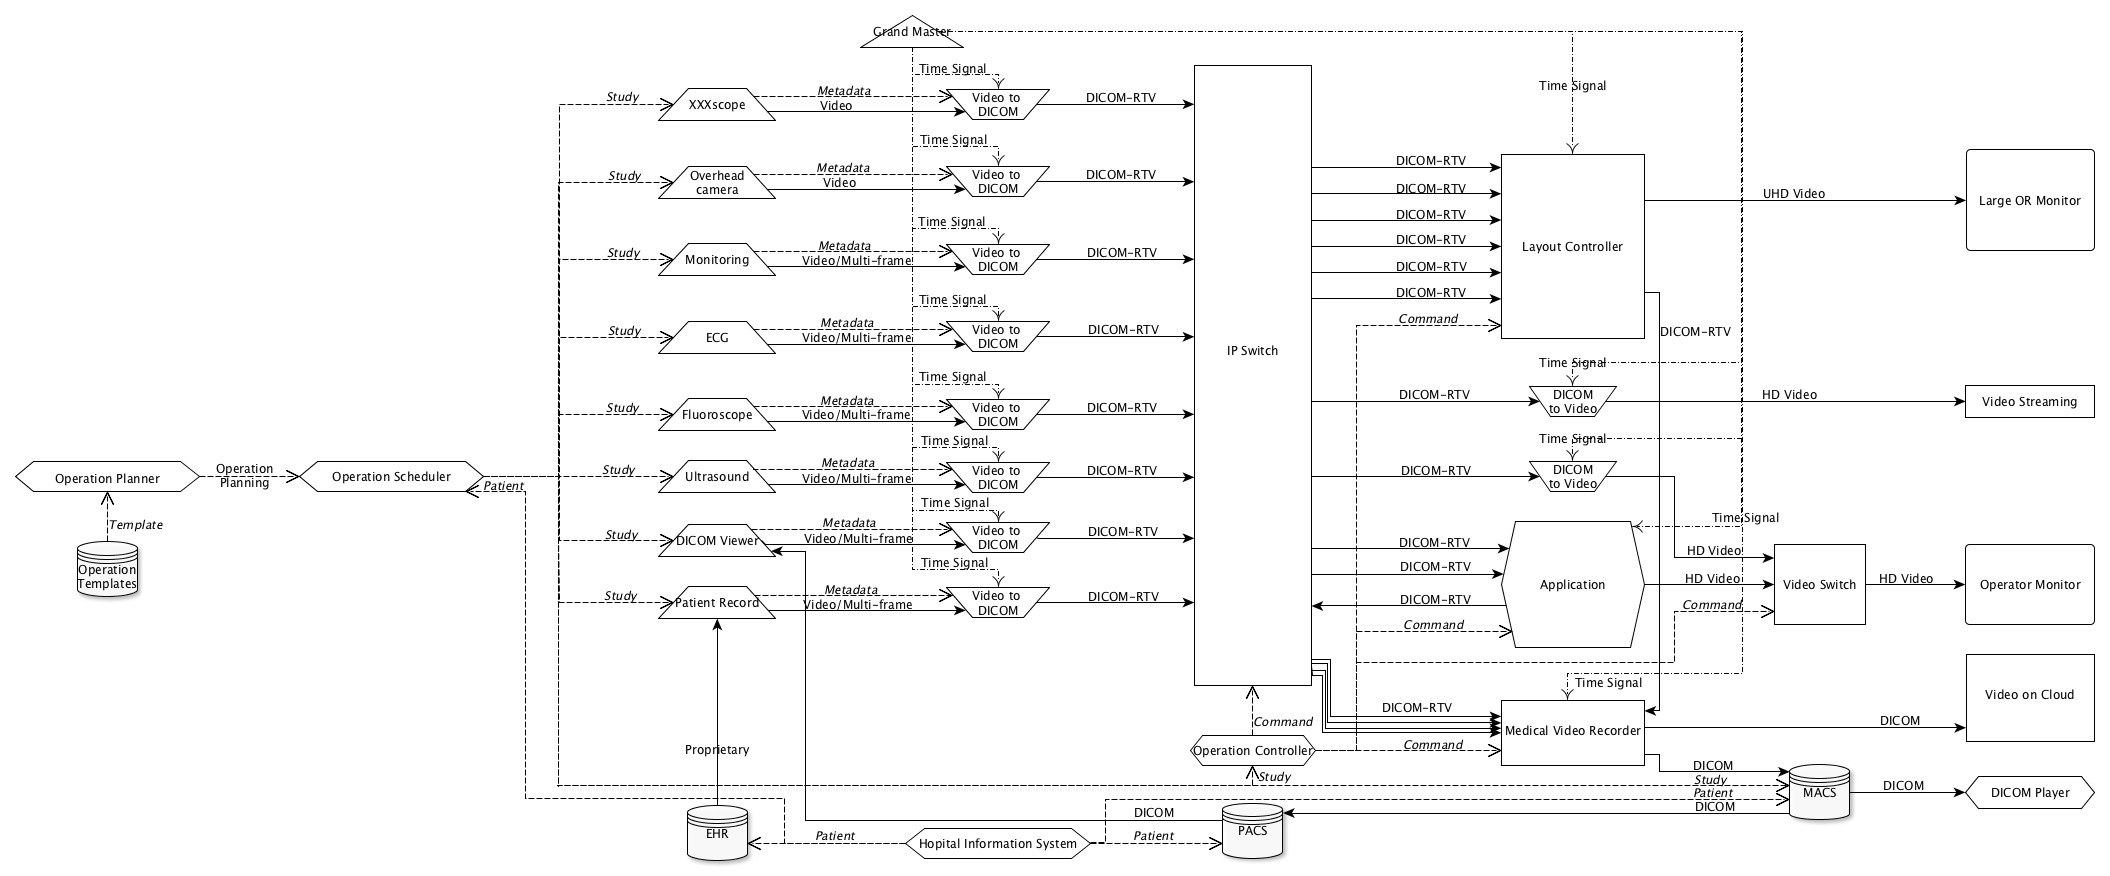 Grand Master
Time Signal
Study
XXXscope
Metadata
Video
Video to
DICOM
DICOM-RTV
Time Signal
Time Signal
Study
Overhead
camera
Metadata
Video
Video to
DICOM
DICOM-RTV
Time Signal
Study
Monitoring
Metadata
Video/Multi-frame
Video to
DICOM
DICOM-RTV
Time Signal
Study
ECG
Metadata
Video/Multi-frame
Video to
DICOM
DICOM-RTV
Time Signal
Study
Fluoroscope
Metadata
Video/Multi-frame
Video to
DICOM
DICOM-RTV
Time Signal
Study
Ultrasound
Metadata
Video/Multi-frame
Video to
DICOM
DICOM-RTV
Time Signal
Study
DICOM Viewer
Metadata
Video/Multi-frame
Video to
DICOM
DICOM-RTV
Time Signal
Study
Patient Record
Metadata
Video/Multi-frame
Video to
DICOM
DICOM-RTV
Operation Planner
Operation
Planning
Operation Scheduler
Patient
Template
Operation
Templates
IP Switch
DICOM-RTV
DICOM-RTV
DICOM-RTV
DICOM-RTV
DICOM-RTV
DICOM-RTV
Command
Layout Controller
UHD Video
Large OR Monitor
DICOM-RTV
Time Signal
DICOM-RTV
DICOM
to Video
HD Video
Video Streaming
Time Signal
DICOM-RTV
DICOM
to Video
Time Signal
DICOM-RTV
DICOM-RTV
DICOM-RTV
Command
Application
HD Video
HD Video
Command
Video Switch
HD Video
Operator Monitor
Time Signal
DICOM-RTV
Command
Command
Operation Controller
Study
Medical Video Recorder
DICOM
Video on Cloud
DICOM
Study
Patient
DICOM
MACS
DICOM
DICOM Player
Proprietary
EHR
Patient
Hopital Information System
Patient
DICOM
PACS